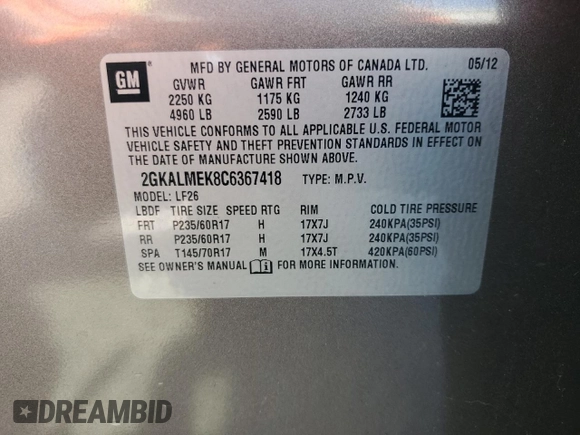 GM
®
MFD BY GENERAL MOTORS OF CANADA LTD. 05/12
GVWR GAWR FRT GAWR RR
2250 KG 1175 KG 1240 KG
4960 LB 2590 LB 2733 LB
THIS VEHICLE CONFORMS TO ALL APPLICABLE U.S. FEDERAL MOTOR
VEHICLE SAFETY AND THEFT PREVENTION STANDARDS IN EFFECT ON
THE DATE OF MANUFACTURE SHOWN ABOVE.
2GKALMEK8C6367418 TYPE: M.P.V.
MODEL: LF26
LBDF TIRE SIZE SPEED RTG RIM COLD TIRE PRESSURE
FRT P235/60R17 H 17X7J 240KPA(35PSI)
RR P235/60R17 H 17X7J 240KPA(35PSI)
SPA T145/70R17 M 17X4.5T 420KPA(60PSI)
SEE OWNER'S MANUAL FOR MORE INFORMATION.
DREAMBID